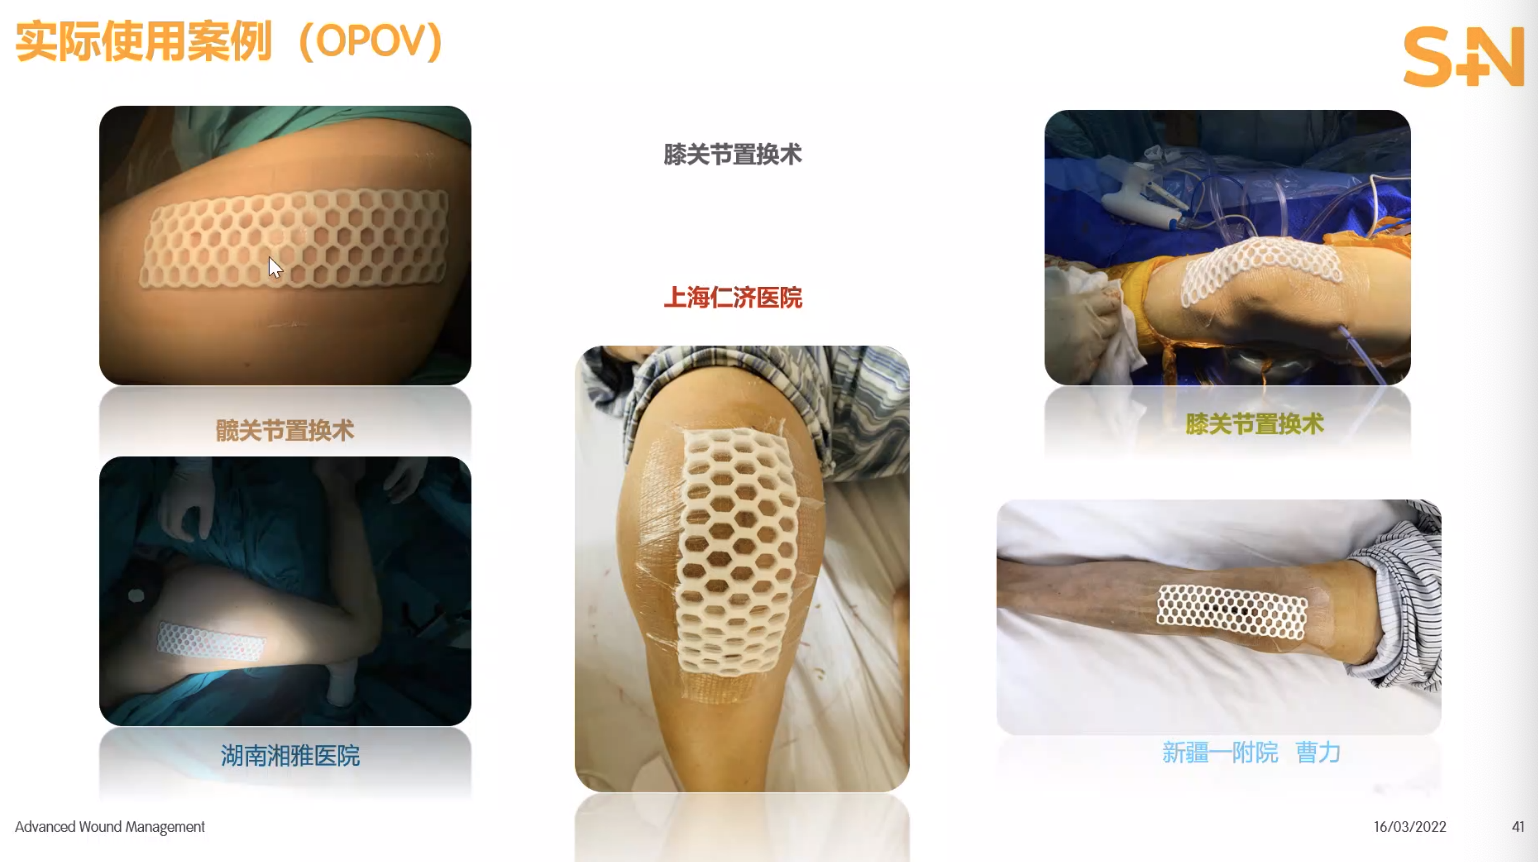 实际使用案例（OPOV）
S+N
膝关节置换术
上海仁济医院
髋关节置换术
膝关节置换术
湖南湘雅医院
新疆一附院 曹力
Advanced Wound Management
16/03/2022
41